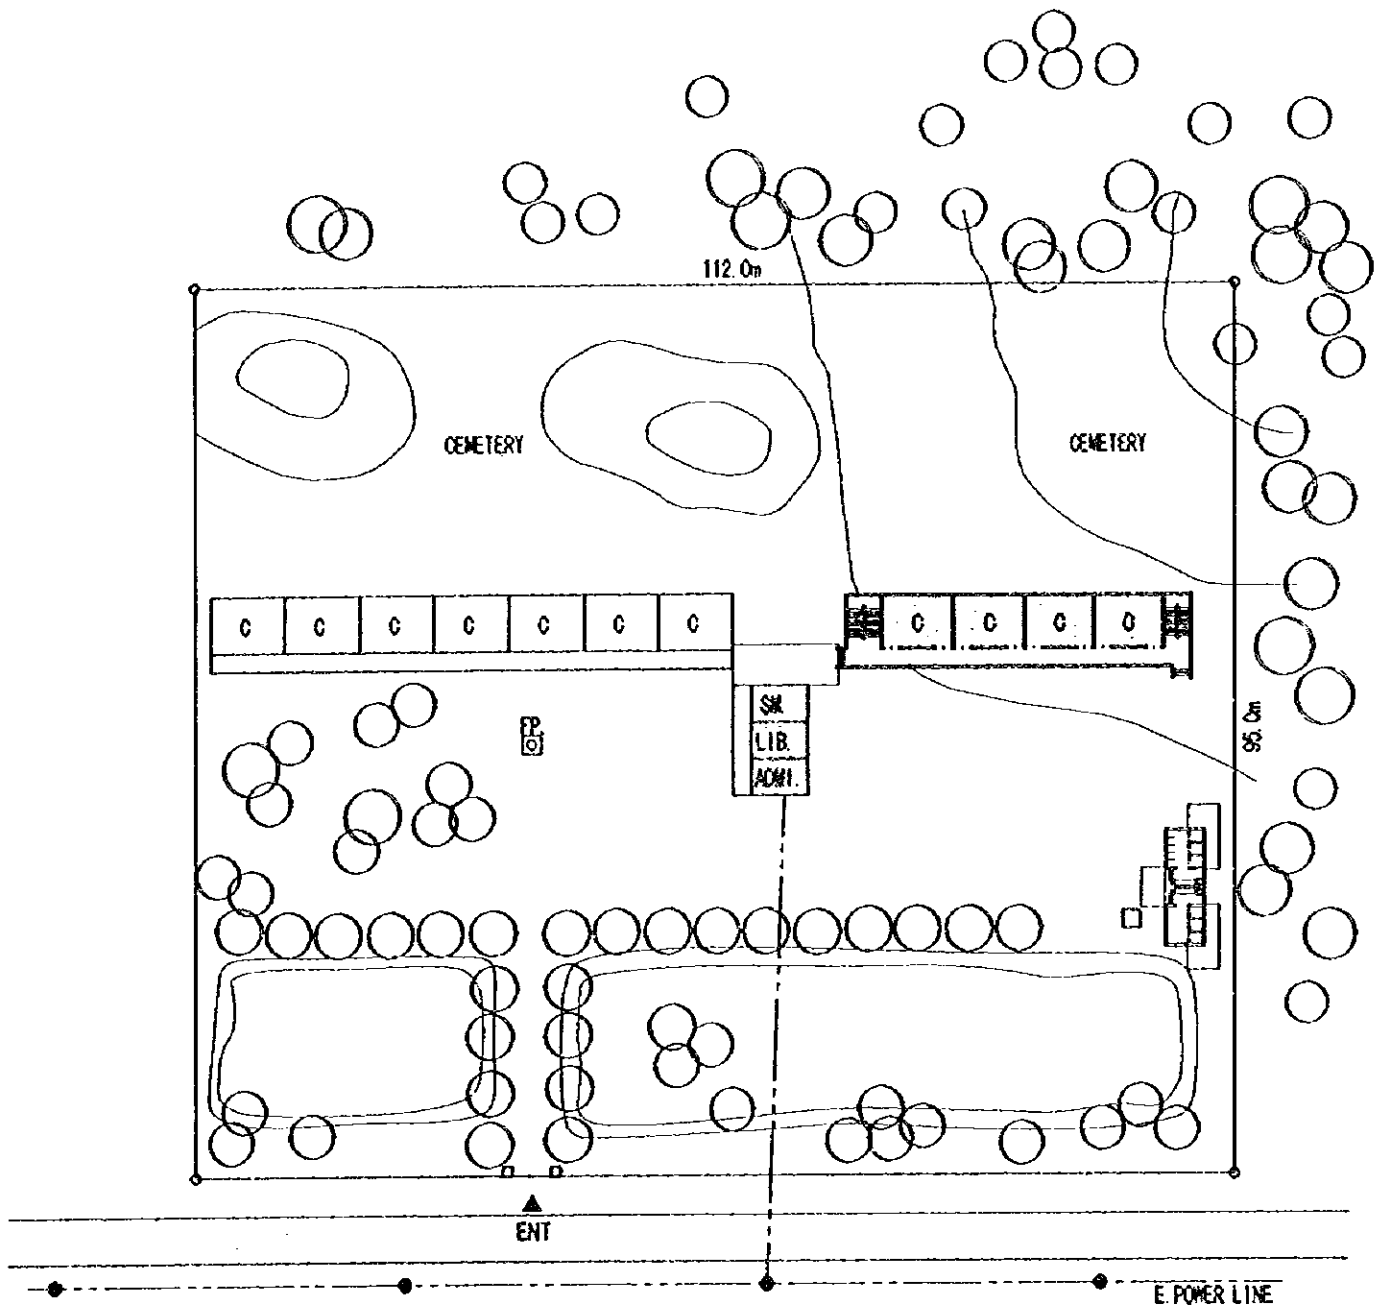 112.0m
CEMETERY
CEMETERY
C C C C C C C C C C C
SM.
FP.
LIB.
95.0m
ADMI.
ENT
E.POWER LINE